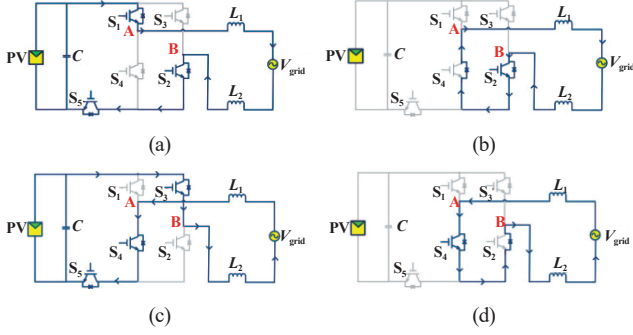 S1 S3 L1
PV C A B Vgrid
S4 S2
S5 L2
(a)
S1 S3 L1
PV C A B Vgrid
S4 S2
S5 L2
(b)
S1 S3 L1
PV C A B Vgrid
S4 S2
S5 L2
(c)
S1 S3 L1
PV C A B Vgrid
S4 S2
S5 L2
(d)